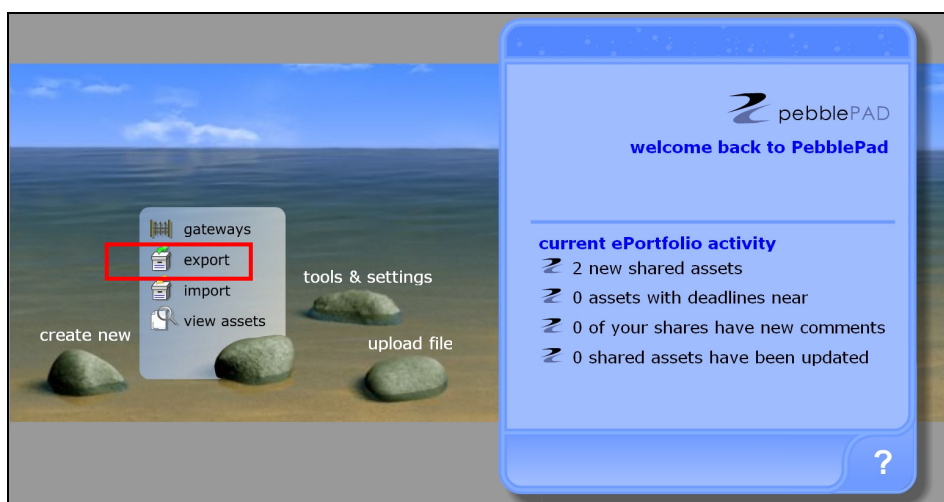 gateways
export
import
view assets
create new
tools & settings
upload file
pebblePAD
welcome back to PebblePad
current ePortfolio activity
2 new shared assets
0 assets with deadlines near
0 of your shares have new comments
0 shared assets have been updated
?